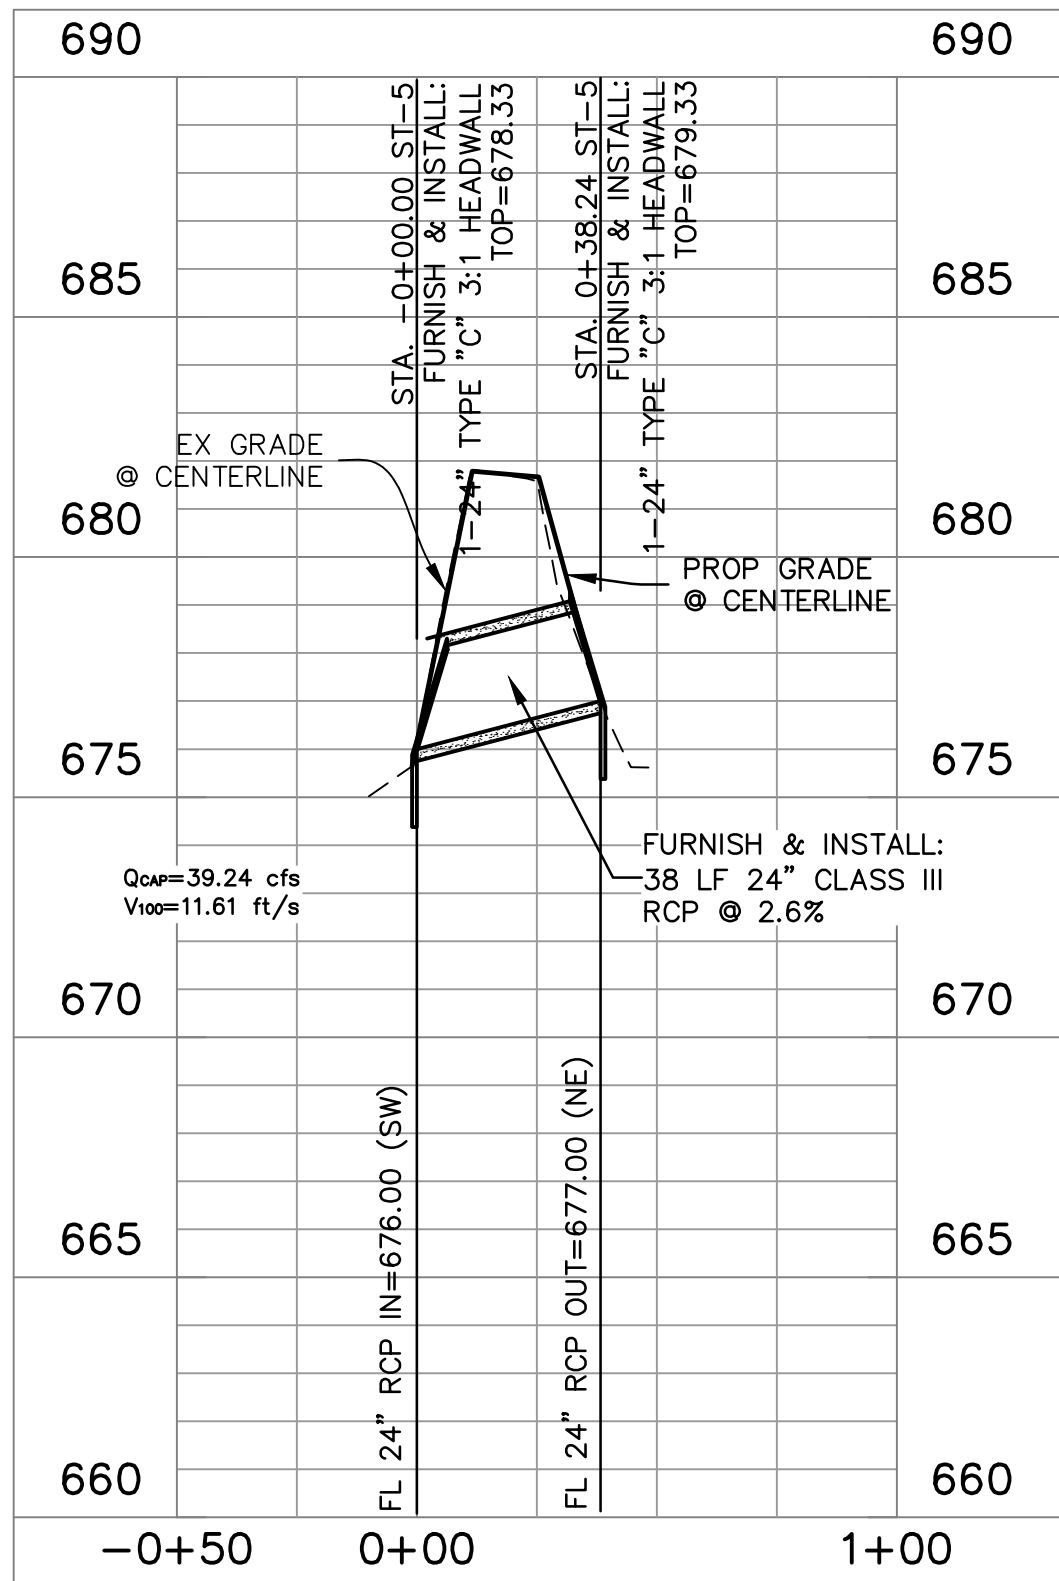 690
690
STA. -0+00.00 ST-5
FURNISH & INSTALL:
1-24" TYPE "C" 3:1 HEADWALL
TOP=678.33
STA. 0+38.24 ST-5
FURNISH & INSTALL:
1-24" TYPE "C" 3:1 HEADWALL
TOP=679.33
685
685
EX GRADE
@ CENTERLINE
680
680
PROP GRADE
@ CENTERLINE
675
675
FURNISH & INSTALL:
38 LF 24" CLASS III
RCP @ 2.6%
QCAP=39.24 cfs
V100=11.61 ft/s
670
670
FL 24" RCP IN=676.00 (SW)
FL 24" RCP OUT=677.00 (NE)
665
665
660
660
-0+50
0+00
1+00